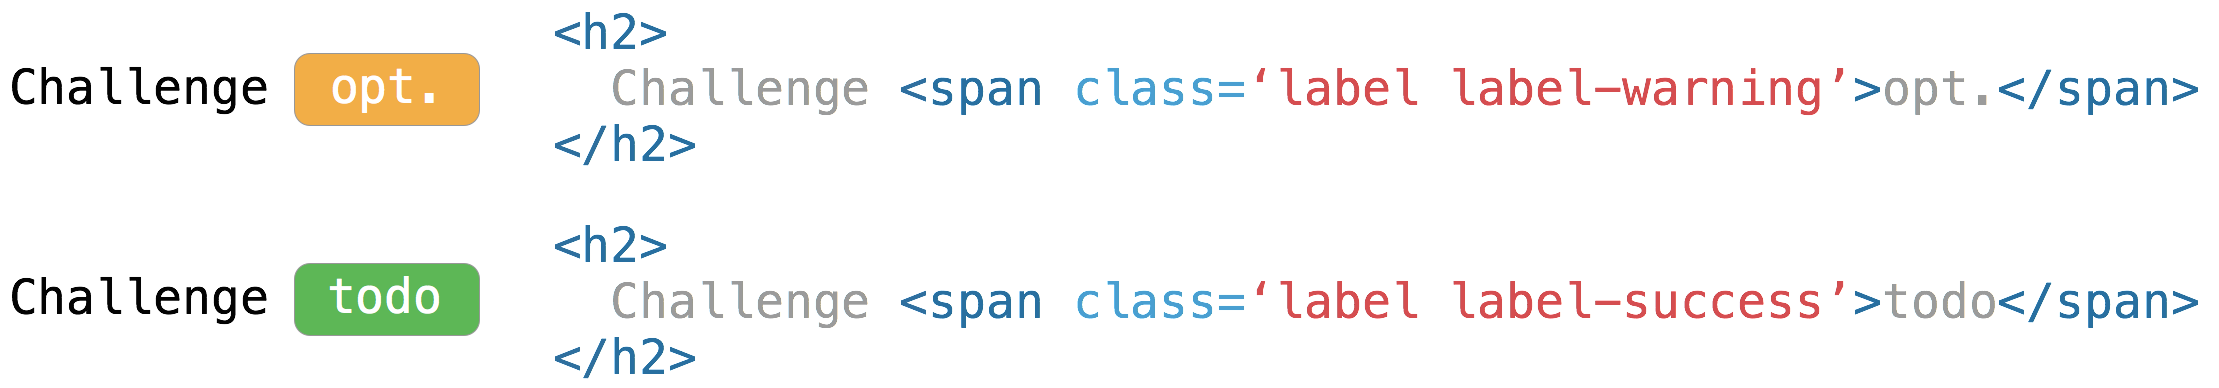 <h2>
Challenge opt.
Challenge <span class=‘label label-warning’>opt.</span>
</h2>
<h2>
Challenge todo
Challenge <span class=‘label label-success’>todo</span>
</h2>